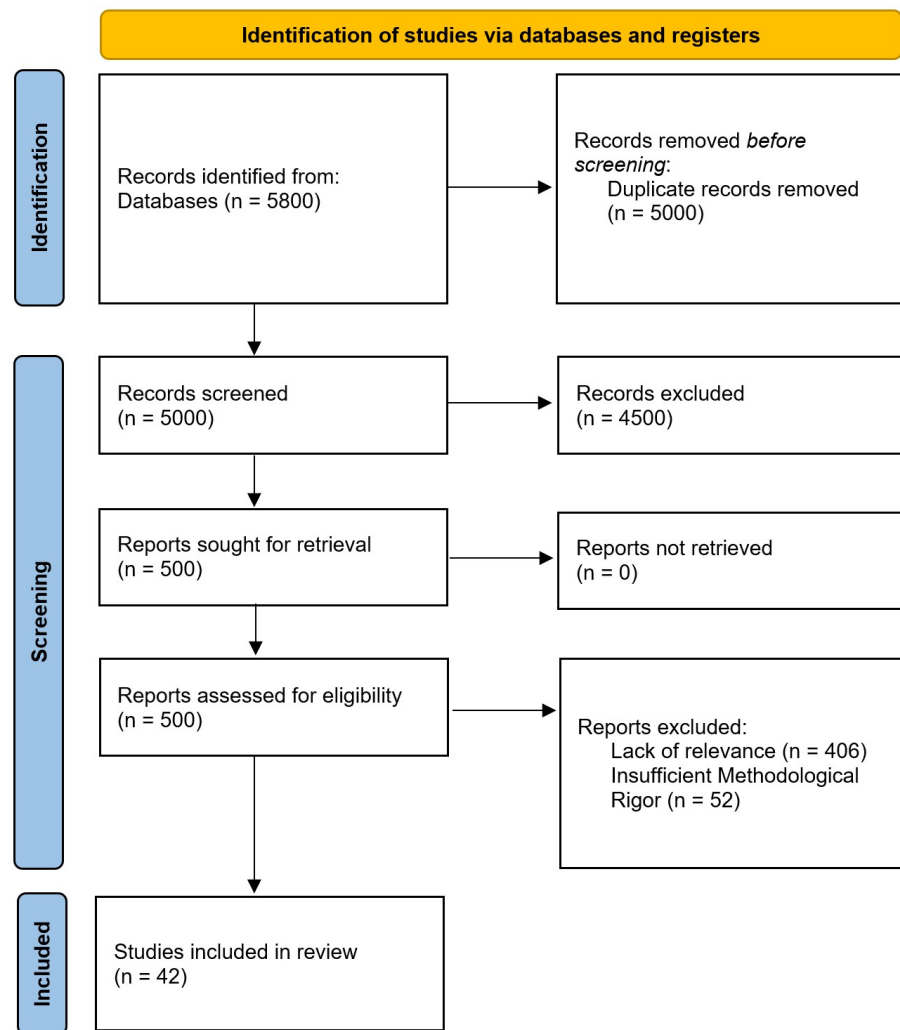 Identification of studies via databases and registers
Identification
Records identified from:
Databases (n = 5800)
Records removed before
screening:
Duplicate records removed
(n = 5000)
Screening
Records screened
(n = 5000)
Records excluded
(n = 4500)
Reports sought for retrieval
(n = 500)
Reports not retrieved
(n = 0)
Reports assessed for eligibility
(n = 500)
Reports excluded:
Lack of relevance (n = 406)
Insufficient Methodological
Rigor (n = 52)
Included
Studies included in review
(n = 42)